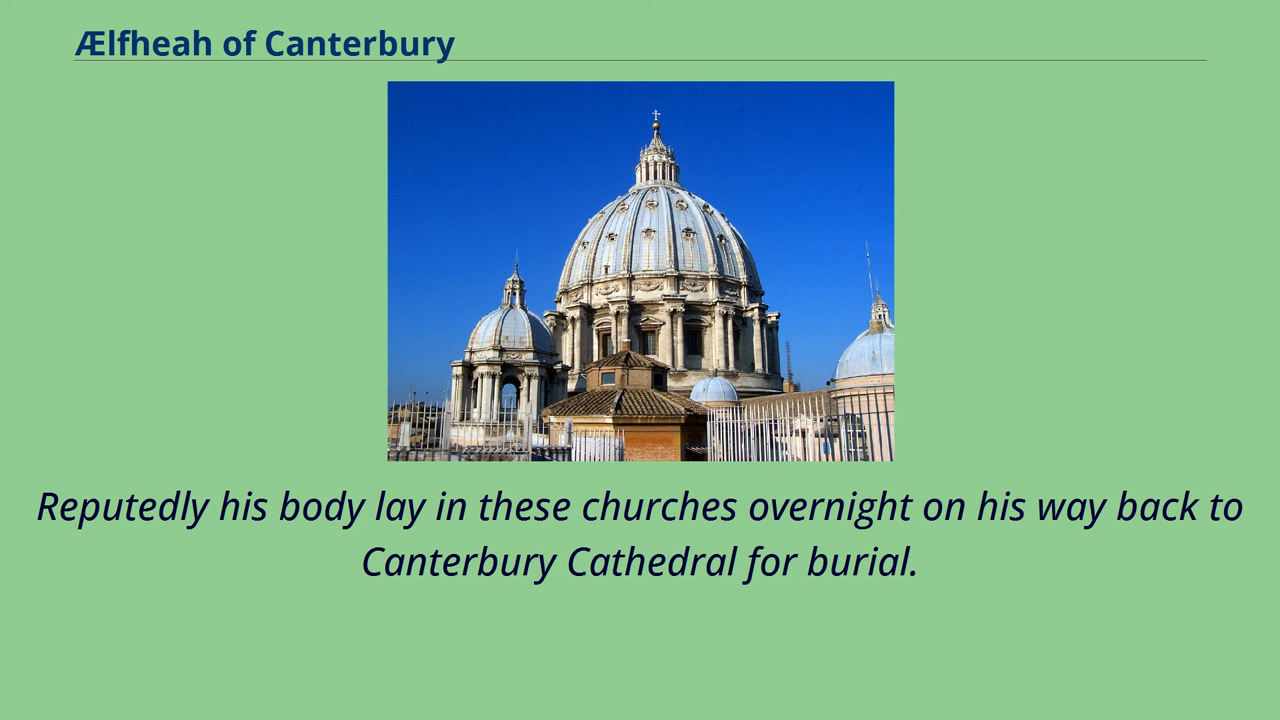 Ælfheah of Canterbury
Reputedly his body lay in these churches overnight on his way back to
Canterbury Cathedral for burial.